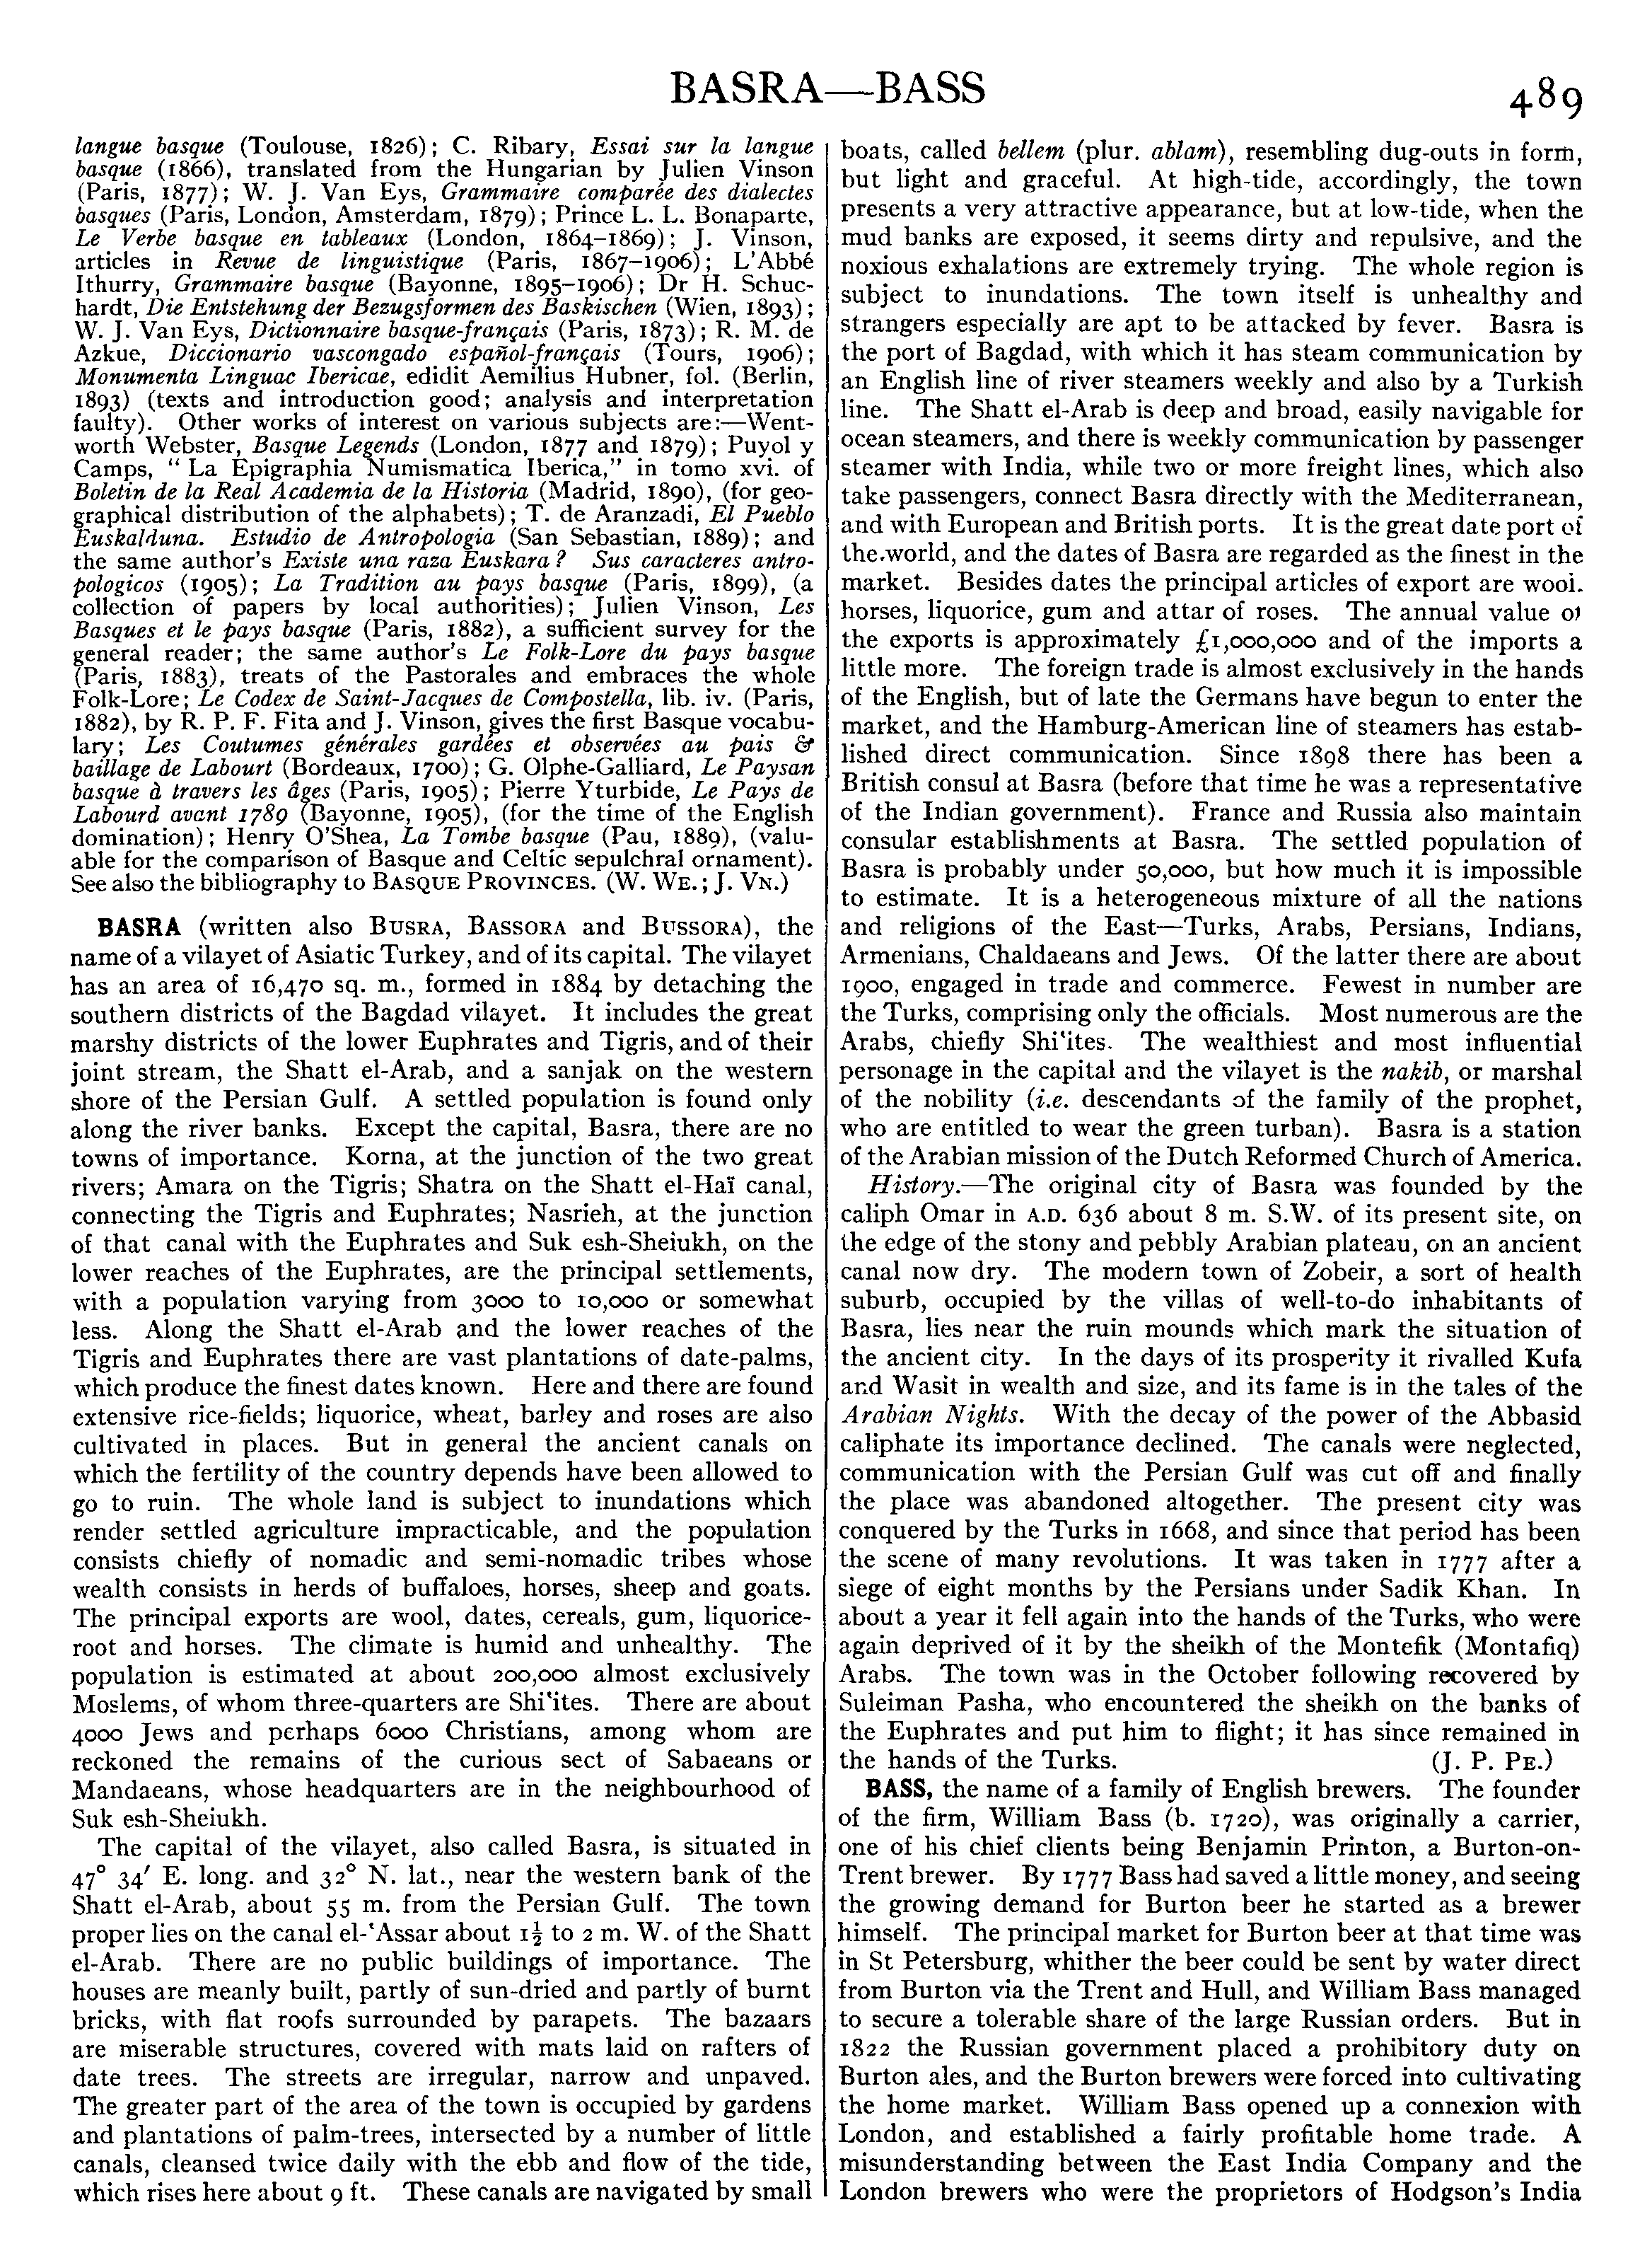 BASRA—BASS
489
langue basque (Toulouse, 1826); C. Ribary, Essai sur la langue
basque (1866), translated from the Hungarian by Julien Vinson
(Paris, 1877); W. J. Van Eys, Grammaire comparée des dialectes
basques (Paris, London, Amsterdam, 1879); Prince L. L. Bonaparte,
Le Verbe basque en tableaux (London, 1864–1869); J. Vinson,
articles in Revue de linguistique (Paris, 1867–1906); L'Abbé
Ithurry, Grammaire basque (Bayonne, 1895–1906); Dr H. Schuc-
hardt, Die Entstehung der Bezugsformen des Baskischen (Wien, 1893);
W. J. Van Eys, Dictionnaire basque-français (Paris, 1873); R. M. de
Azkue, Diccionario vascongado español-français (Tours, 1906);
Monumenta Linguac Ibericae, edidit Aemilius Hubner, fol. (Berlin,
1893) (texts and introduction good; analysis and interpretation
faulty). Other works of interest on various subjects are:—Went-
worth Webster, Basque Legends (London, 1877 and 1879); Puyol y
Camps, "La Epigraphia Numismatica Iberica," in tomo xvi. of
Boletin de la Real Academia de la Historia (Madrid, 1890), (for geo-
graphical distribution of the alphabets); T. de Aranzadi, El Pueblo
Euskalduna. Estudio de Antropologia (San Sebastian, 1889); and
the same author's Existe una raza Euskara? Sus caracteres antro-
pologicos (1905); La Tradition au pays basque (Paris, 1899), (a
collection of papers by local authorities); Julien Vinson, Les
Basques et le pays basque (Paris, 1882), a sufficient survey for the
general reader; the same author's Le Folk-Lore du pays basque
(Paris, 1883), treats of the Pastorales and embraces the whole
Folk-Lore; Le Codex de Saint-Jacques de Compostella, lib. iv. (Paris,
1882), by R. P. F. Fita and J. Vinson, gives the first Basque vocabu-
lary; Les Coutumes générales gardées et observées au pais &
baillage de Labourt (Bordeaux, 1700); G. Olphe-Galliard, Le Paysan
basque à travers les âges (Paris, 1905); Pierre Yturbide, Le Pays de
Labourd avant 1789 (Bayonne, 1905), (for the time of the English
domination); Henry O'Shea, La Tombe basque (Pau, 1889), (valu-
able for the comparison of Basque and Celtic sepulchral ornament).
See also the bibliography to BASQUE PROVINCES. (W. WE.; J. VN.)
BASRA (written also BUSRA, BASSORA and BUSSORA), the
name of a vilayet of Asiatic Turkey, and of its capital. The vilayet
has an area of 16,470 sq. m., formed in 1884 by detaching the
southern districts of the Bagdad vilayet. It includes the great
marshy districts of the lower Euphrates and Tigris, and of their
joint stream, the Shatt el-Arab, and a sanjak on the western
shore of the Persian Gulf. A settled population is found only
along the river banks. Except the capital, Basra, there are no
towns of importance. Korna, at the junction of the two great
rivers; Amara on the Tigris; Shatra on the Shatt el-Haï canal,
connecting the Tigris and Euphrates; Nasrieh, at the junction
of that canal with the Euphrates and Suk esh-Sheiukh, on the
lower reaches of the Euphrates, are the principal settlements,
with a population varying from 3000 to 10,000 or somewhat
less. Along the Shatt el-Arab and the lower reaches of the
Tigris and Euphrates there are vast plantations of date-palms,
which produce the finest dates known. Here and there are found
extensive rice-fields; liquorice, wheat, barley and roses are also
cultivated in places. But in general the ancient canals on
which the fertility of the country depends have been allowed to
go to ruin. The whole land is subject to inundations which
render settled agriculture impracticable, and the population
consists chiefly of nomadic and semi-nomadic tribes whose
wealth consists in herds of buffaloes, horses, sheep and goats.
The principal exports are wool, dates, cereals, gum, liquorice-
root and horses. The climate is humid and unhealthy. The
population is estimated at about 200,000 almost exclusively
Moslems, of whom three-quarters are Shi‘ites. There are about
4000 Jews and perhaps 6000 Christians, among whom are
reckoned the remains of the curious sect of Sabaeans or
Mandaeans, whose headquarters are in the neighbourhood of
Suk esh-Sheiukh.
The capital of the vilayet, also called Basra, is situated in
47° 34′ E. long. and 32° N. lat., near the western bank of the
Shatt el-Arab, about 55 m. from the Persian Gulf. The town
proper lies on the canal el-‘Assar about 1½ to 2 m. W. of the Shatt
el-Arab. There are no public buildings of importance. The
houses are meanly built, partly of sun-dried and partly of burnt
bricks, with flat roofs surrounded by parapets. The bazaars
are miserable structures, covered with mats laid on rafters of
date trees. The streets are irregular, narrow and unpaved.
The greater part of the area of the town is occupied by gardens
and plantations of palm-trees, intersected by a number of little
canals, cleansed twice daily with the ebb and flow of the tide,
which rises here about 9 ft. These canals are navigated by small
boats, called bellem (plur. ablam), resembling dug-outs in form,
but light and graceful. At high-tide, accordingly, the town
presents a very attractive appearance, but at low-tide, when the
mud banks are exposed, it seems dirty and repulsive, and the
noxious exhalations are extremely trying. The whole region is
subject to inundations. The town itself is unhealthy and
strangers especially are apt to be attacked by fever. Basra is
the port of Bagdad, with which it has steam communication by
an English line of river steamers weekly and also by a Turkish
line. The Shatt el-Arab is deep and broad, easily navigable for
ocean steamers, and there is weekly communication by passenger
steamer with India, while two or more freight lines, which also
take passengers, connect Basra directly with the Mediterranean,
and with European and British ports. It is the great date port of
the world, and the dates of Basra are regarded as the finest in the
market. Besides dates the principal articles of export are wool,
horses, liquorice, gum and attar of roses. The annual value of
the exports is approximately £1,000,000 and of the imports a
little more. The foreign trade is almost exclusively in the hands
of the English, but of late the Germans have begun to enter the
market, and the Hamburg-American line of steamers has estab-
lished direct communication. Since 1898 there has been a
British consul at Basra (before that time he was a representative
of the Indian government). France and Russia also maintain
consular establishments at Basra. The settled population of
Basra is probably under 50,000, but how much it is impossible
to estimate. It is a heterogeneous mixture of all the nations
and religions of the East—Turks, Arabs, Persians, Indians,
Armenians, Chaldaeans and Jews. Of the latter there are about
1900, engaged in trade and commerce. Fewest in number are
the Turks, comprising only the officials. Most numerous are the
Arabs, chiefly Shi‘ites. The wealthiest and most influential
personage in the capital and the vilayet is the nakib, or marshal
of the nobility (i.e. descendants of the family of the prophet,
who are entitled to wear the green turban). Basra is a station
of the Arabian mission of the Dutch Reformed Church of America.
History.—The original city of Basra was founded by the
caliph Omar in A.D. 636 about 8 m. S.W. of its present site, on
the edge of the stony and pebbly Arabian plateau, on an ancient
canal now dry. The modern town of Zobeir, a sort of health
suburb, occupied by the villas of well-to-do inhabitants of
Basra, lies near the ruin mounds which mark the situation of
the ancient city. In the days of its prosperity it rivalled Kufa
and Wasit in wealth and size, and its fame is in the tales of the
Arabian Nights. With the decay of the power of the Abbasid
caliphate its importance declined. The canals were neglected,
communication with the Persian Gulf was cut off and finally
the place was abandoned altogether. The present city was
conquered by the Turks in 1668, and since that period has been
the scene of many revolutions. It was taken in 1777 after a
siege of eight months by the Persians under Sadik Khan. In
about a year it fell again into the hands of the Turks, who were
again deprived of it by the sheikh of the Montefik (Montafiq)
Arabs. The town was in the October following recovered by
Suleiman Pasha, who encountered the sheikh on the banks of
the Euphrates and put him to flight; it has since remained in
the hands of the Turks. (J. P. PE.)
BASS, the name of a family of English brewers. The founder
of the firm, William Bass (b. 1720), was originally a carrier,
one of his chief clients being Benjamin Printon, a Burton-on-
Trent brewer. By 1777 Bass had saved a little money, and seeing
the growing demand for Burton beer he started as a brewer
himself. The principal market for Burton beer at that time was
in St Petersburg, whither the beer could be sent by water direct
from Burton via the Trent and Hull, and William Bass managed
to secure a tolerable share of the large Russian orders. But in
1822 the Russian government placed a prohibitory duty on
Burton ales, and the Burton brewers were forced into cultivating
the home market. William Bass opened up a connexion with
London, and established a fairly profitable home trade. A
misunderstanding between the East India Company and the
London brewers who were the proprietors of Hodgson's India